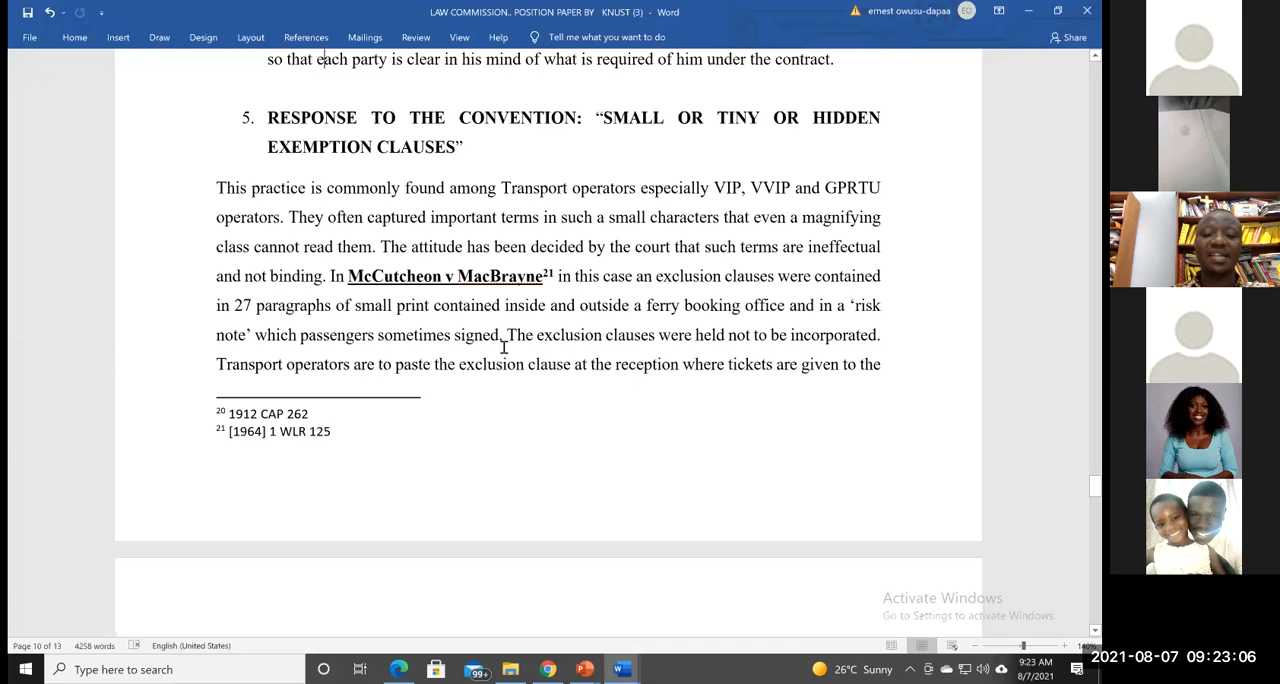 LAW COMMISSION.. POSITION PAPER BY KNUST (3) - Word
ernest owusu-dapaa
EO
File Home Insert Draw Design Layout References Mailings Review View Help Tell me what you want to do
Share
so that each party is clear in his mind of what is required of him under the contract.
5. RESPONSE TO THE CONVENTION: “SMALL OR TINY OR HIDDEN
EXEMPTION CLAUSES”
This practice is commonly found among Transport operators especially VIP, VVIP and GPRTU
operators. They often captured important terms in such a small characters that even a magnifying
class cannot read them. The attitude has been decided by the court that such terms are ineffectual
and not binding. In McCutcheon v MacBrayne21 in this case an exclusion clauses were contained
in 27 paragraphs of small print contained inside and outside a ferry booking office and in a ‘risk
note’ which passengers sometimes signed. The exclusion clauses were held not to be incorporated.
Transport operators are to paste the exclusion clause at the reception where tickets are given to the
20 1912 CAP 262
21 [1964] 1 WLR 125
Activate Windows
Go to Settings to activate Windows.
Page 10 of 13 4258 words English (United States)
140%
Type here to search
99+
26°C Sunny
9:23 AM
8/7/2021
2021-08-07 09:23:06